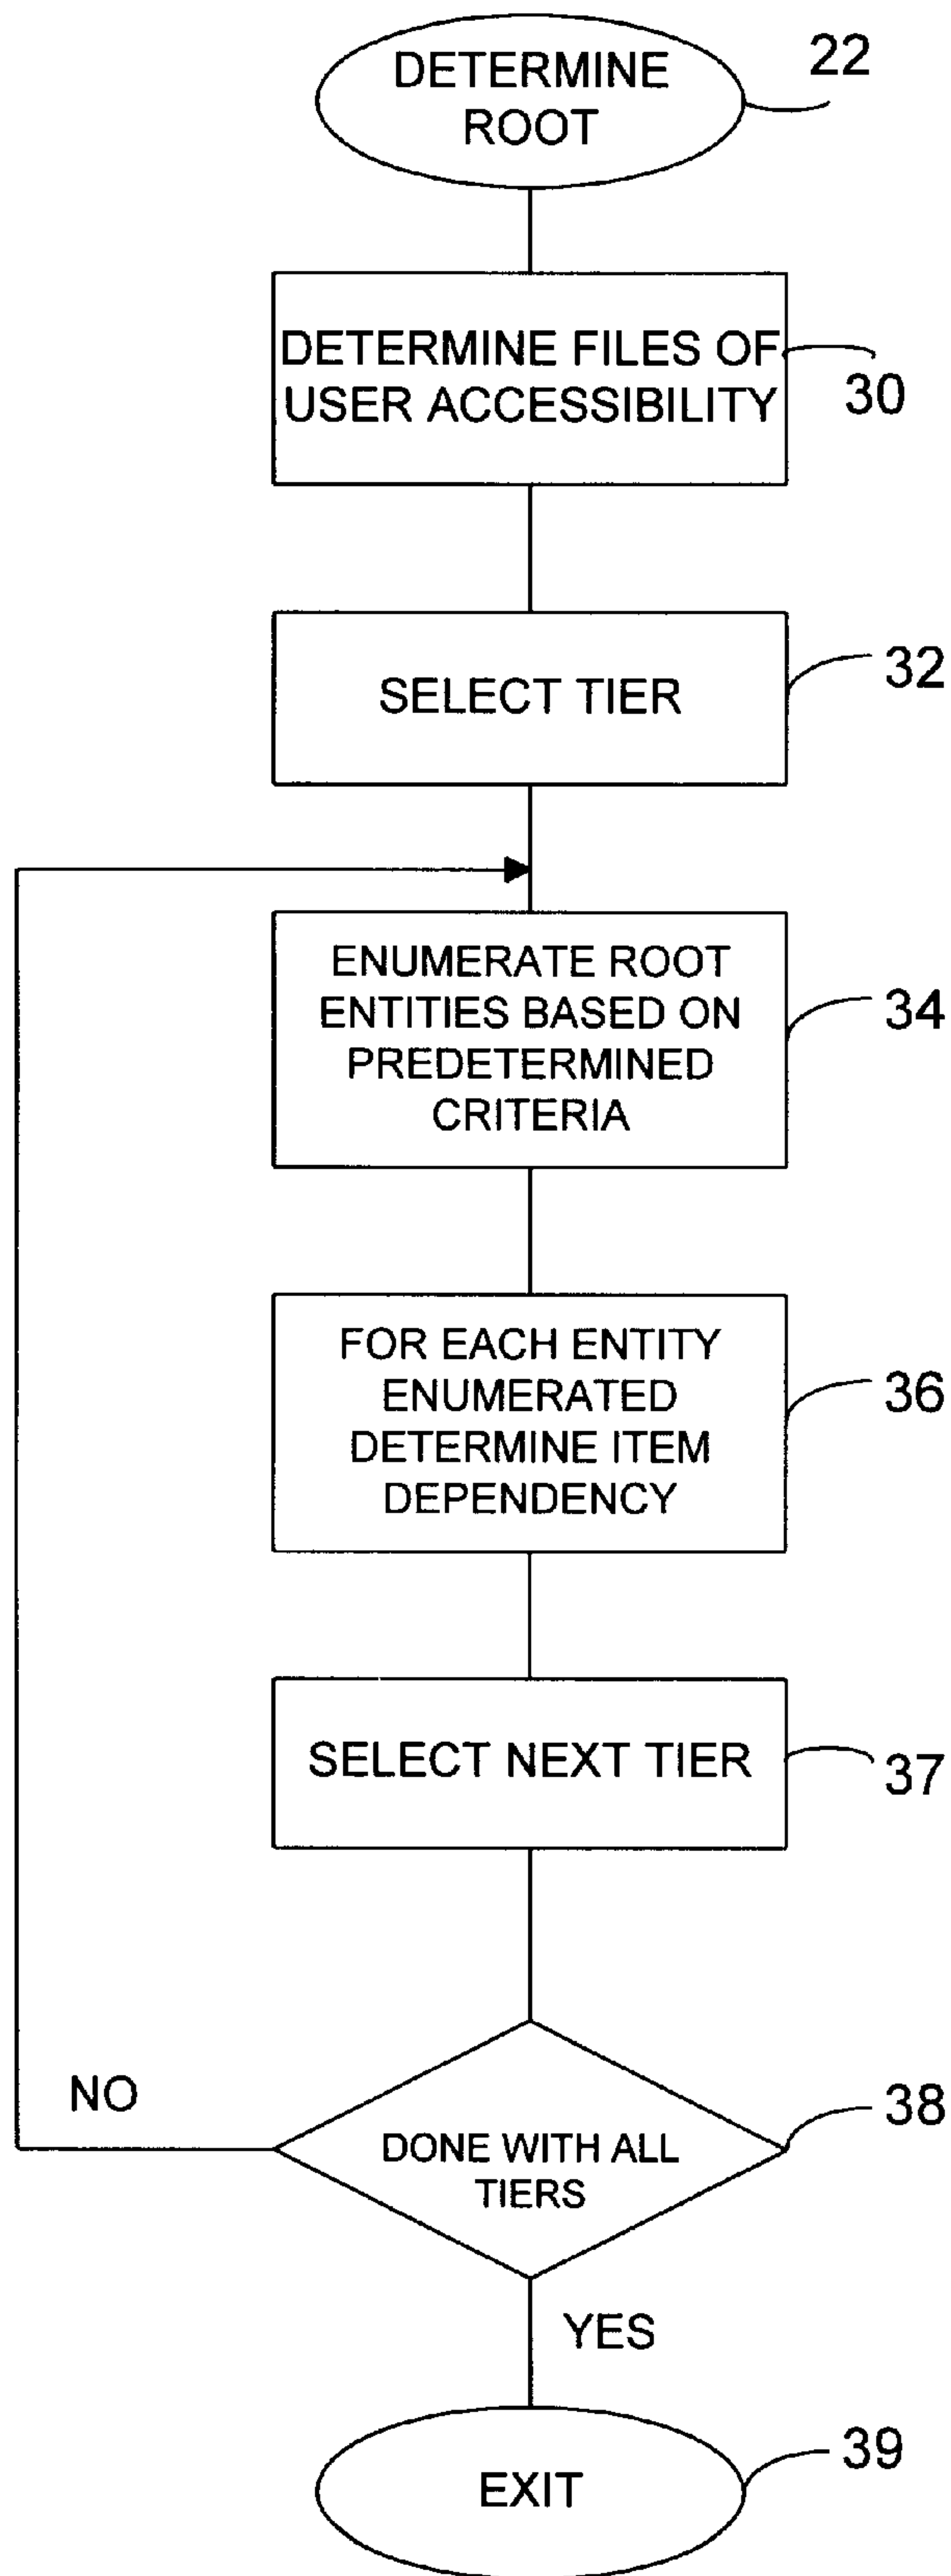 DETERMINE
ROOT
22
DETERMINE FILES OF
USER ACCESSIBILITY
30
SELECT TIER
32
ENUMERATE ROOT
ENTITIES BASED ON
PREDETERMINED
CRITERIA
34
FOR EACH ENTITY
ENUMERATED
DETERMINE ITEM
DEPENDENCY
36
SELECT NEXT TIER
37
NO
DONE WITH ALL
TIERS
38
YES
EXIT
39